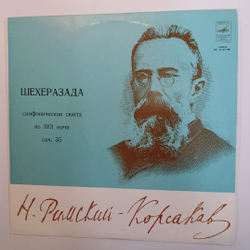 ШЕХЕРАЗАДА
симфоническая сюита
из 1001 ночи
соч. 35
Н. Римский-Корсаков